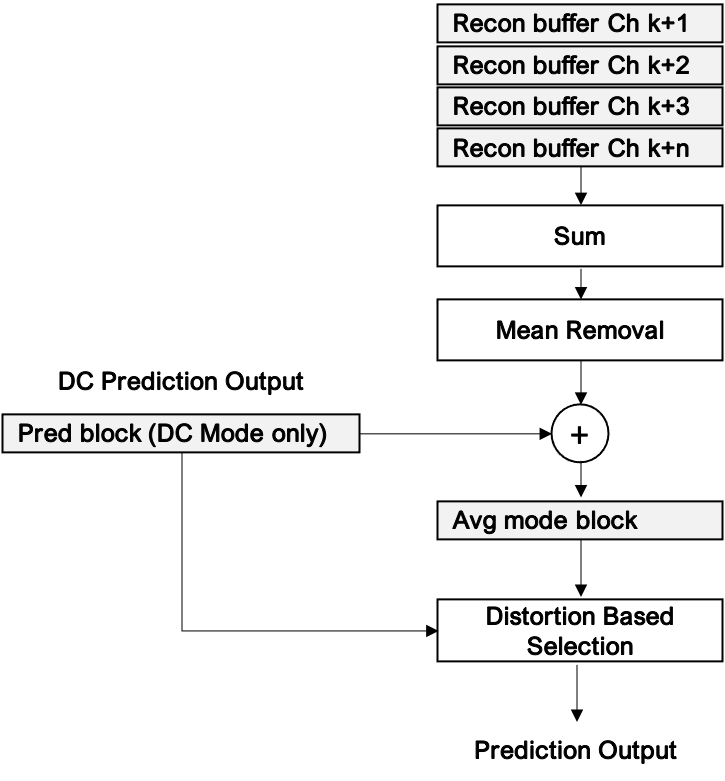 Recon buffer Ch k+1
Recon buffer Ch k+2
Recon buffer Ch k+3
Recon buffer Ch k+n
Sum
Mean Removal
DC Prediction Output
Pred block (DC Mode only)
+
Avg mode block
Distortion Based
Selection
Prediction Output